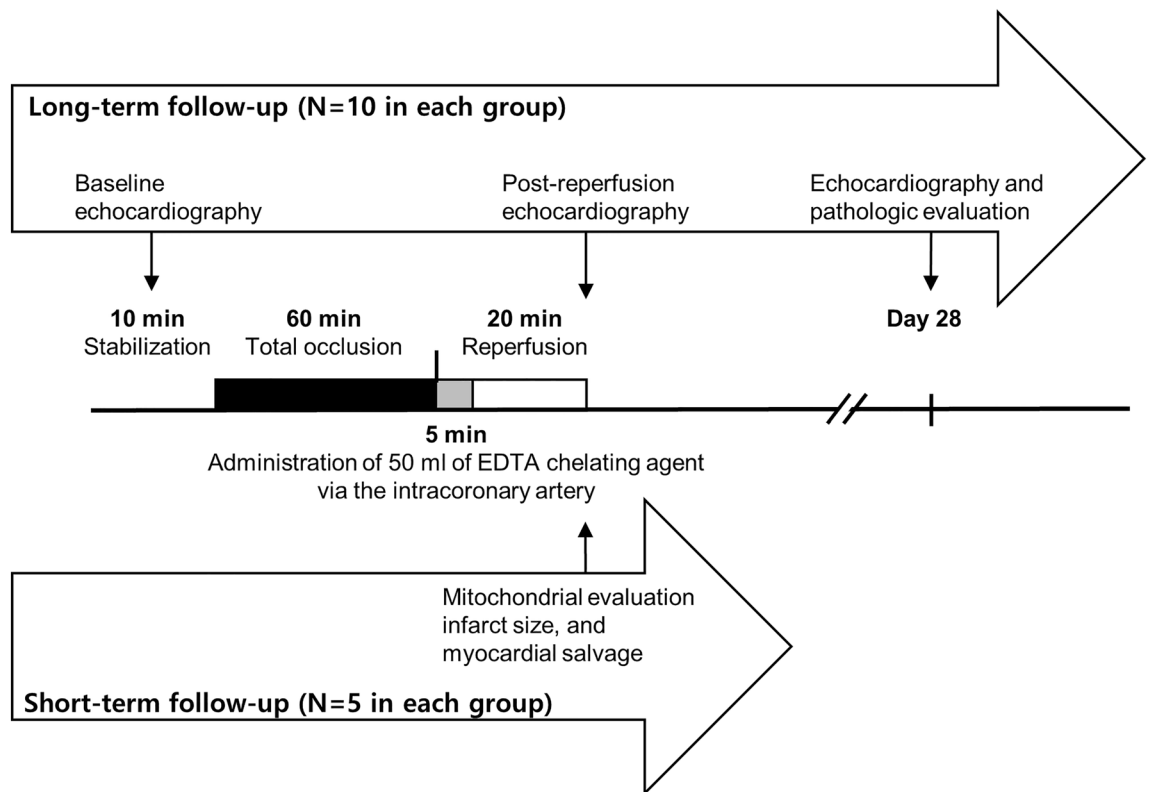 Long-term follow-up (N=10 in each group)
Baseline
echocardiography
Post-reperfusion
echocardiography
Echocardiography and
pathologic evaluation
10 min
Stabilization
60 min
Total occlusion
20 min
Reperfusion
Day 28
5 min
Administration of 50 ml of EDTA chelating agent
via the intracoronary artery
Mitochondrial evaluation
infarct size, and
myocardial salvage
Short-term follow-up (N=5 in each group)